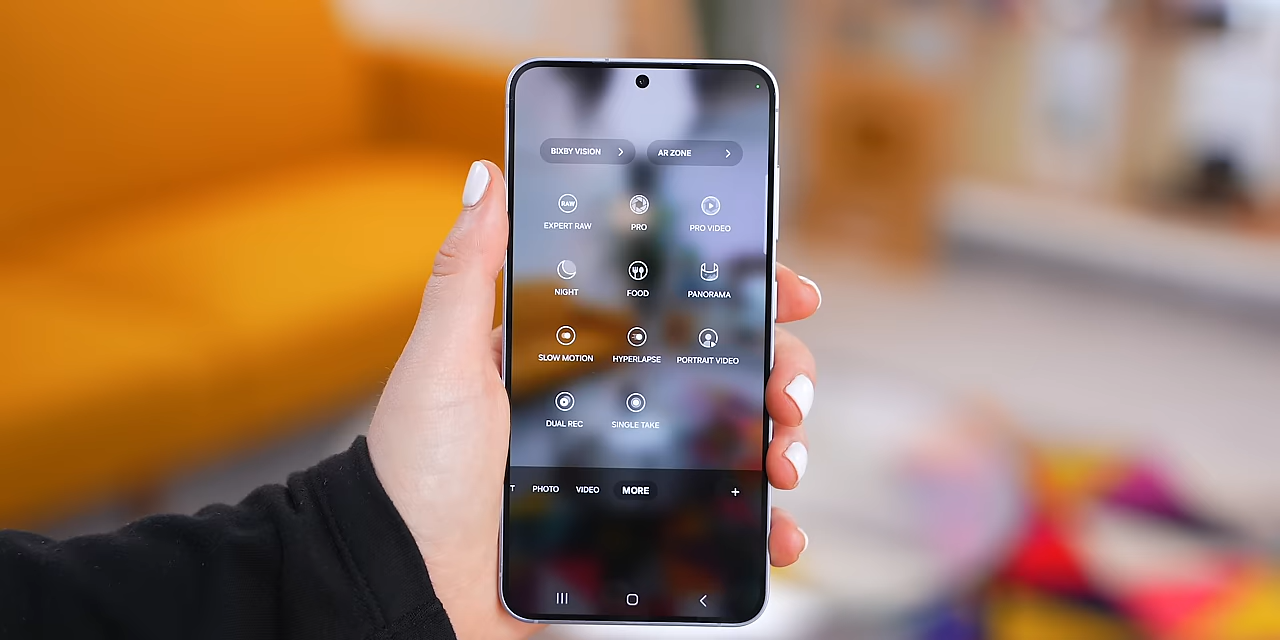 BIXBY VISION
AR ZONE
RAW
EXPERT RAW
PRO
PRO VIDEO
NIGHT
FOOD
PANORAMA
SLOW MOTION
HYPERLAPSE
PORTRAIT VIDEO
DUAL REC
SINGLE TAKE
T PHOTO VIDEO MORE +